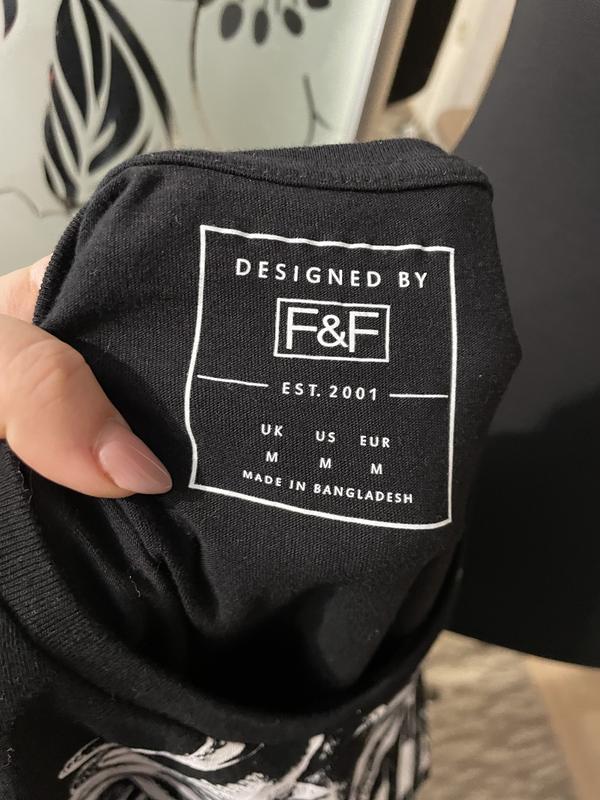 DESIGNED BY
F&F
EST. 2001
UK US EUR
M M M
MADE IN BANGLADESH